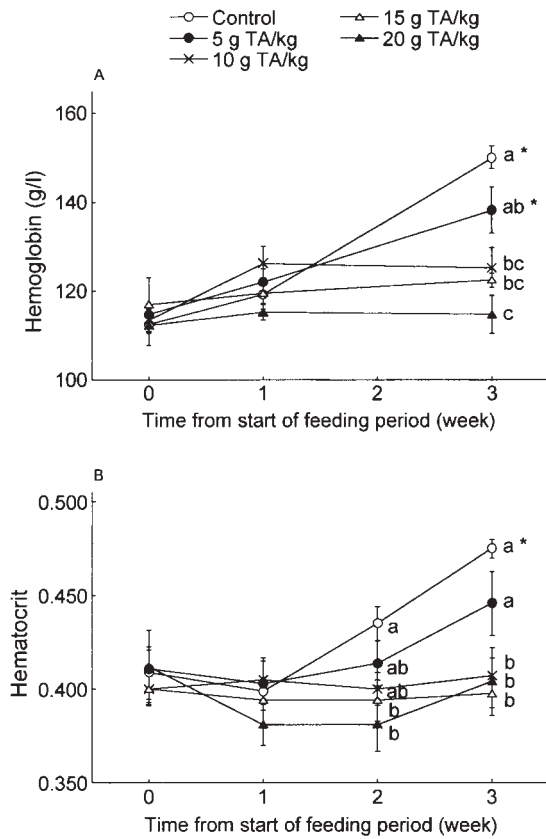 Control
5 g TA/kg
10 g TA/kg
15 g TA/kg
20 g TA/kg
A
160
140
120
100
Hemoglobin (g/l)
a *
ab *
bc
bc
c
0 1 2 3
Time from start of feeding period (week)
B
0.500
0.450
0.400
0.350
Hematocrit
a *
a
a
ab
ab
b
b
b
b
b
0 1 2 3
Time from start of feeding period (week)